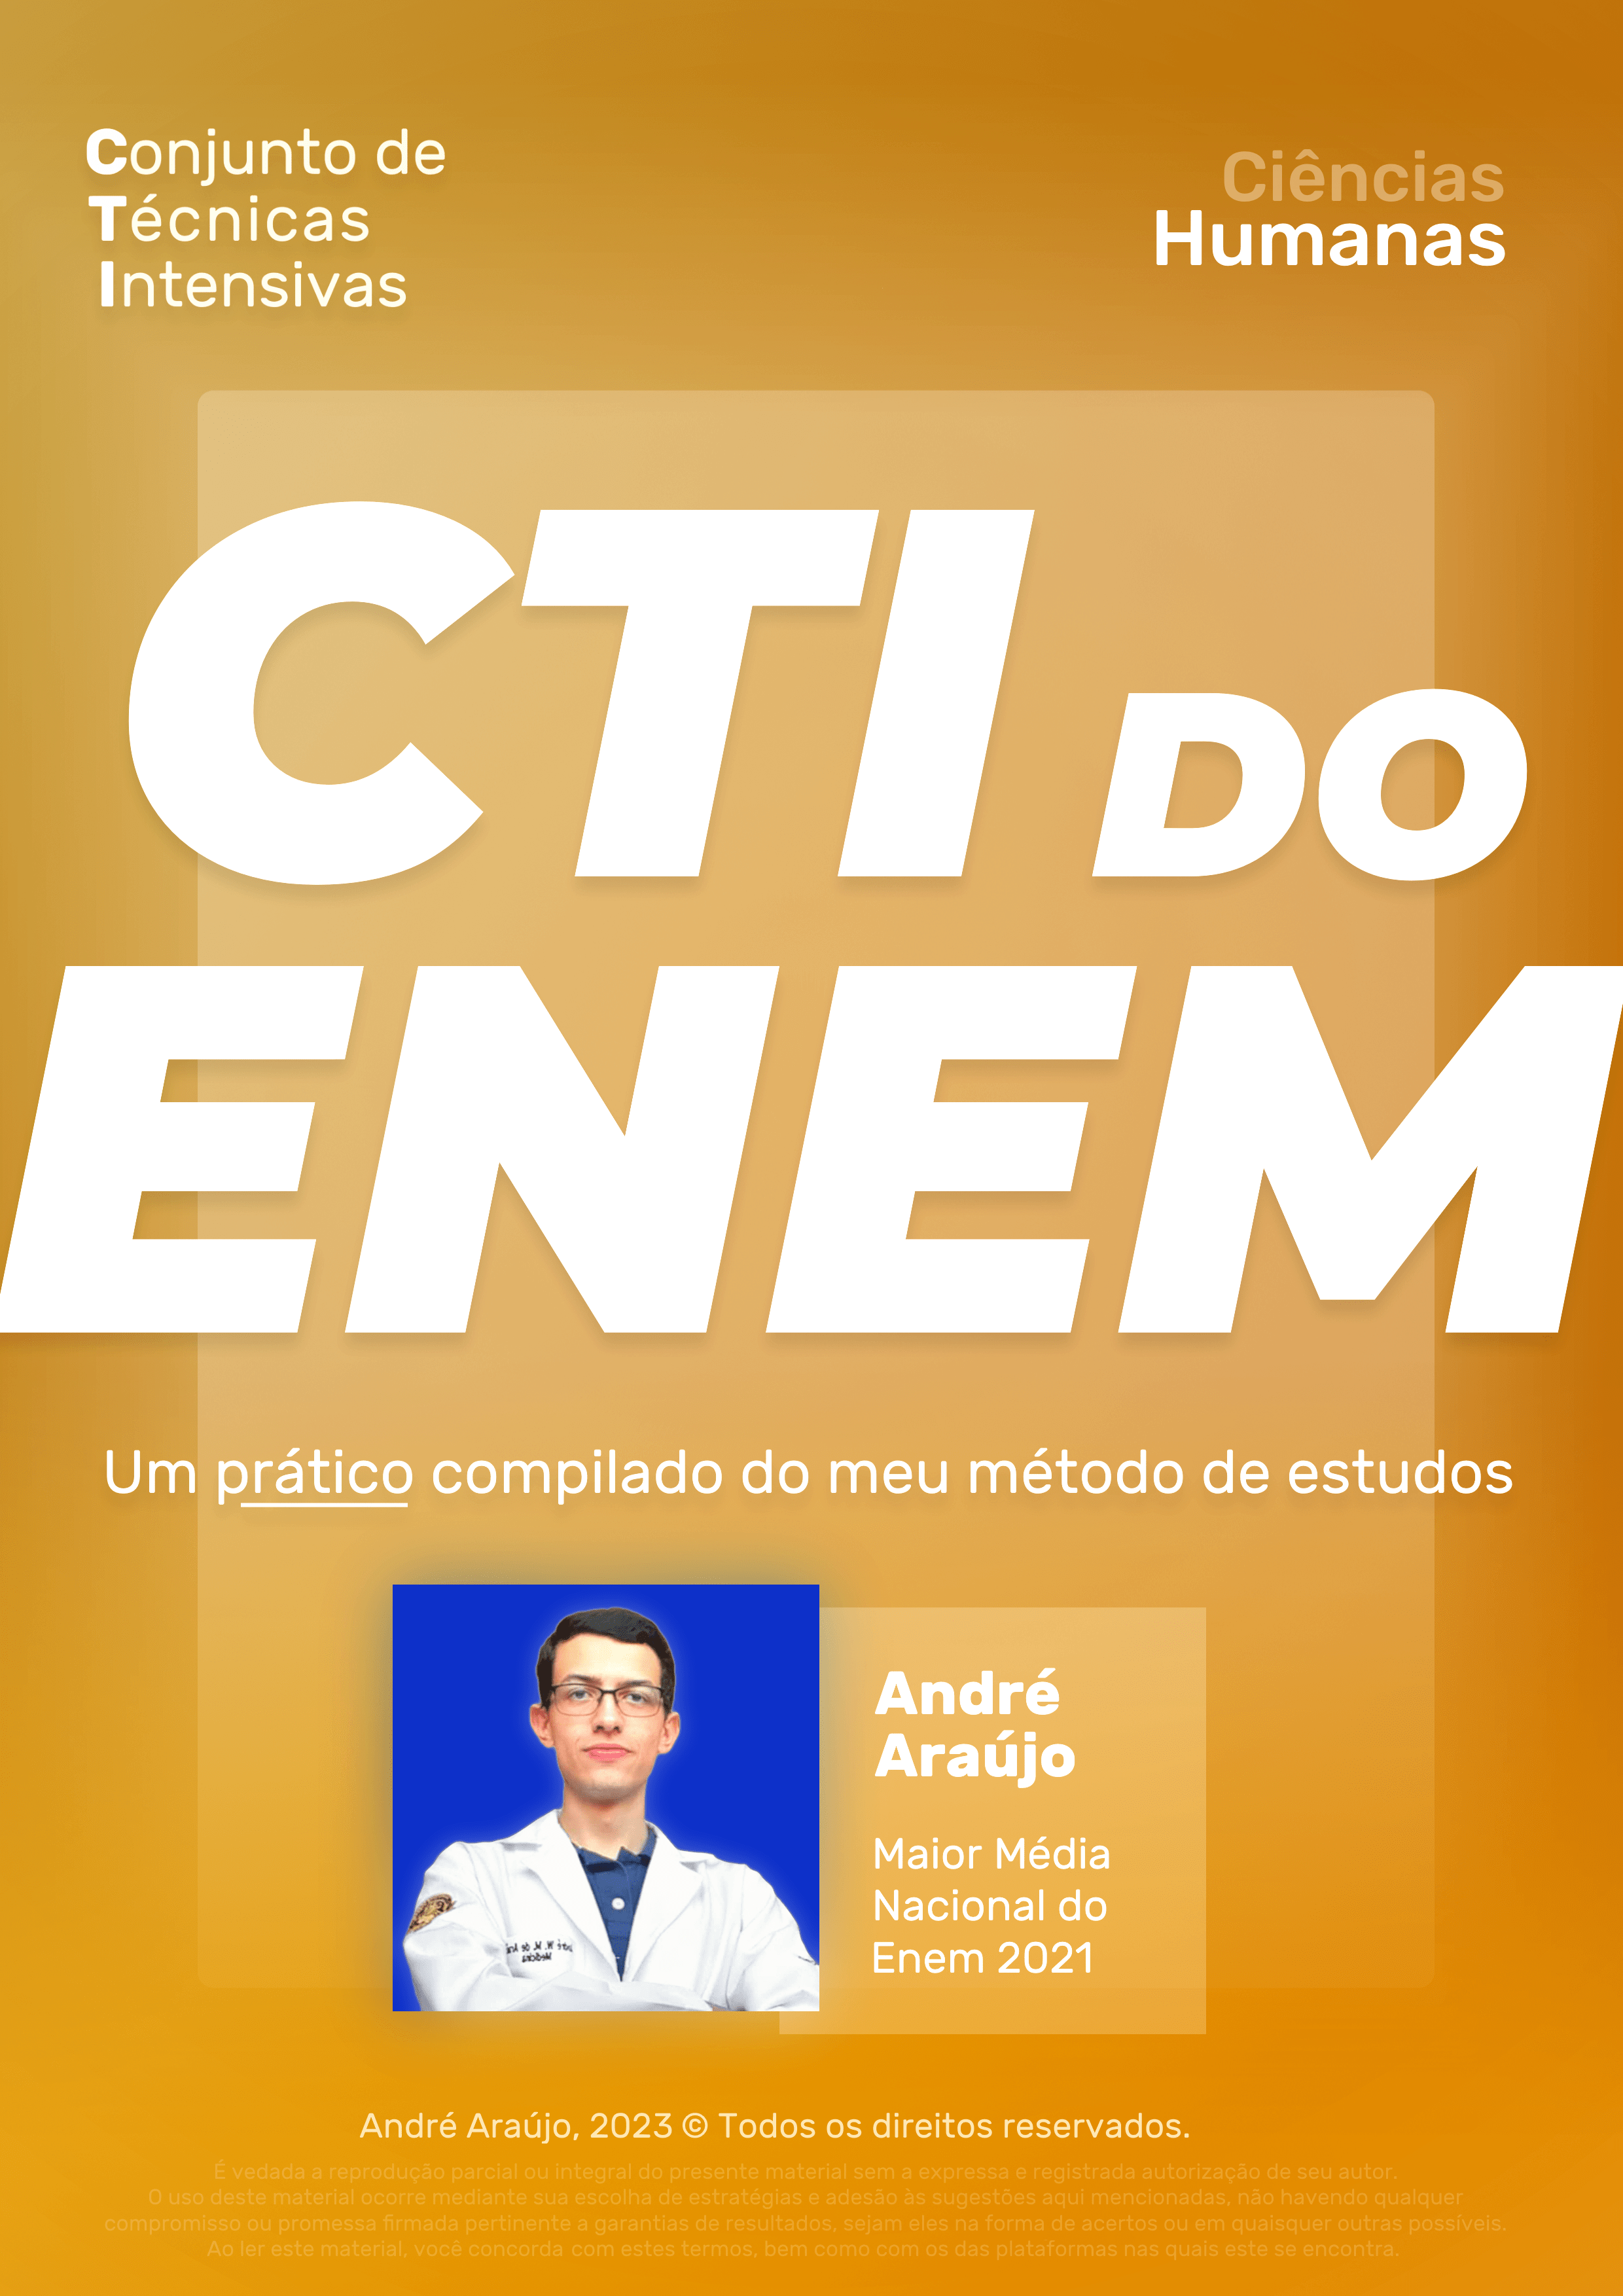 Conjunto de
Técnicas
Intensivas
Ciências
Humanas
CTI DO
ENEM
Um prático compilado do meu método de estudos
André
Araújo
Maior Média
Nacional do
Enem 2021
André Araújo, 2023 © Todos os direitos reservados.
É vedada a reprodução parcial ou integral do presente material sem a expressa e registrada autorização de seu autor.
O uso deste material ocorre mediante sua escolha de estratégias e adesão às sugestões aqui mencionadas, não havendo qualquer
compromisso ou promessa firmada pertinente a garantias de resultados, sejam eles na forma de acertos ou em quaisquer outras possíveis.
Ao ler este material, você concorda com estes termos, bem como com os das plataformas nas quais este se encontra.